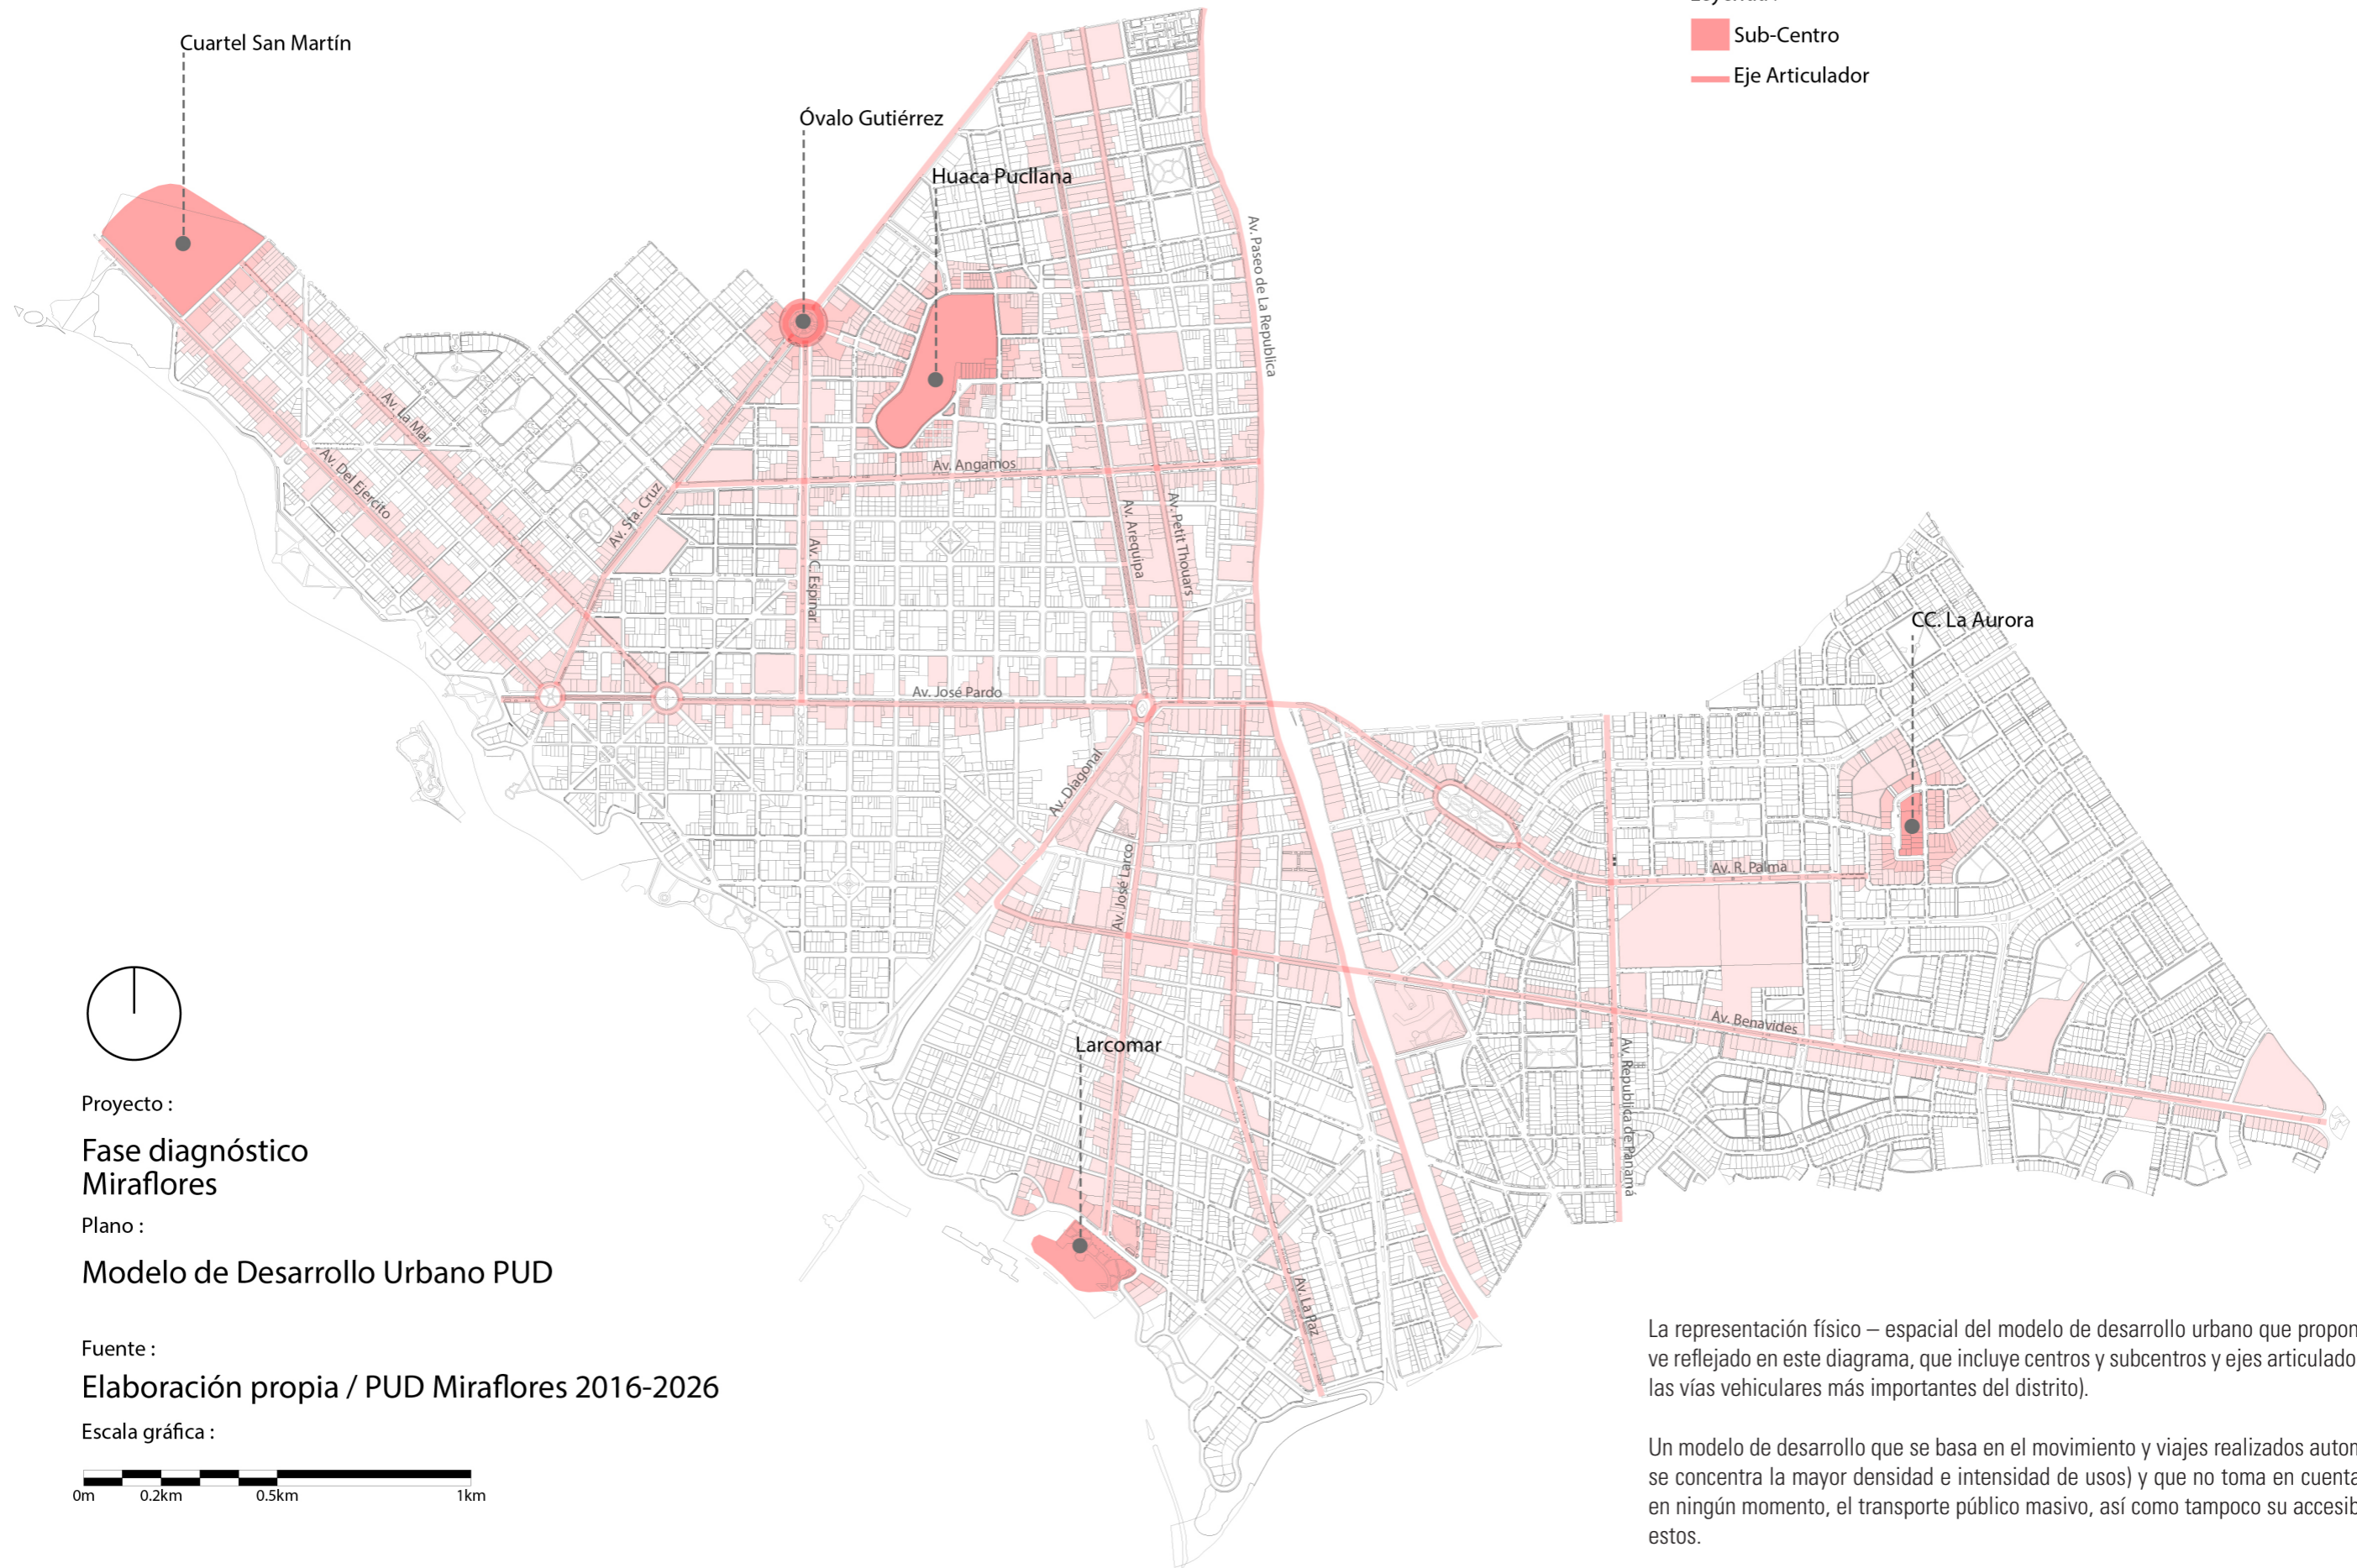 Cuartel San Martín
Óvalo Gutiérrez
Huaca Pucllana
Sub-Centro
Eje Articulador
Av. Paseo de La Republica
Av. La Mar
Av. Del Ejercito
Av. Sta. Cruz
Av. Angamos
Av. C. Espinar
Av. Arequipa
Av. Petit Thouars
CC. La Aurora
Av. José Pardo
Av. Diagonal
Av. José Larco
Av. R. Palma
Av. Benavides
Av. Republica de Panamá
Larcomar
Av. La Paz
Proyecto :
Fase diagnóstico
Miraflores
Plano :
Modelo de Desarrollo Urbano PUD
Fuente :
Elaboración propia / PUD Miraflores 2016-2026
Escala gráfica :
0m 0.2km 0.5km 1km
La representación físico – espacial del modelo de desarrollo urbano que propon
ve reflejado en este diagrama, que incluye centros y subcentros y ejes articulado
las vías vehiculares más importantes del distrito).
Un modelo de desarrollo que se basa en el movimiento y viajes realizados auton
se concentra la mayor densidad e intensidad de usos) y que no toma en cuenta
en ningún momento, el transporte público masivo, así como tampoco su accesib
estos.